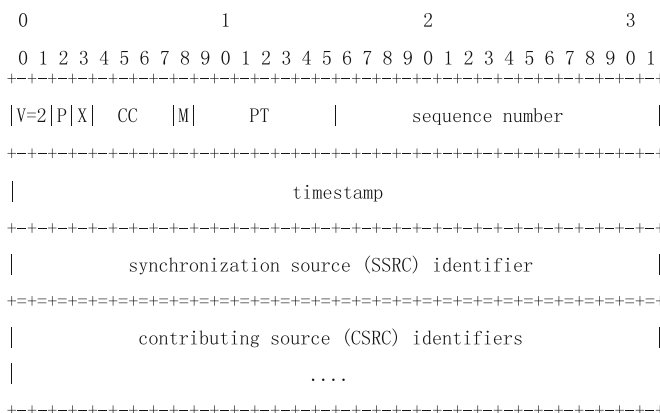 0 1 2 3
0 1 2 3 4 5 6 7 8 9 0 1 2 3 4 5 6 7 8 9 0 1 2 3 4 5 6 7 8 9 0 1
+-+-+-+-+-+-+-+-+-+-+-+-+-+-+-+-+-+-+-+-+-+-+-+-+-+-+-+-+-+-+-+-+-
|V=2|P|X| CC |M| PT | sequence number |
+-+-+-+-+-+-+-+-+-+-+-+-+-+-+-+-+-+-+-+-+-+-+-+-+-+-+-+-+-+-+-+-+-
| timestamp
+-+-+-+-+-+-+-+-+-+-+-+-+-+-+-+-+-+-+-+-+-+-+-+-+-+-+-+-+-+-+-+-+-
| synchronization source (SSRC) identifier |
+=+=+=+=+=+=+=+=+=+=+=+=+=+=+=+=+=+=+=+=+=+=+=+=+=+=+=+=+=+=+=+=+-
| contributing source (CSRC) identifiers |
| ....
+-+-+-+-+-+-+-+-+-+-+-+-+-+-+-+-+-+-+-+-+-+-+-+-+-+-+-+-+-+-+-+-+-